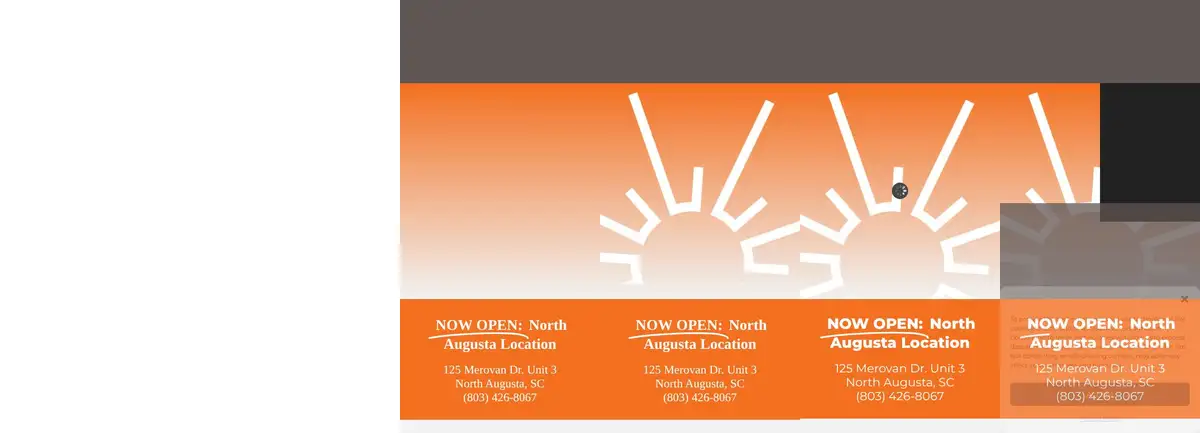 NOW OPEN: North
Augusta Location
125 Merovan Dr. Unit 3
North Augusta, SC
(803) 426-8067
NOW OPEN: North
Augusta Location
125 Merovan Dr. Unit 3
North Augusta, SC
(803) 426-8067
NOW OPEN: North
Augusta Location
125 Merovan Dr. Unit 3
North Augusta, SC
(803) 426-8067
NOW OPEN: North
Augusta Location
125 Merovan Dr. Unit 3
North Augusta, SC
(803) 426-8067